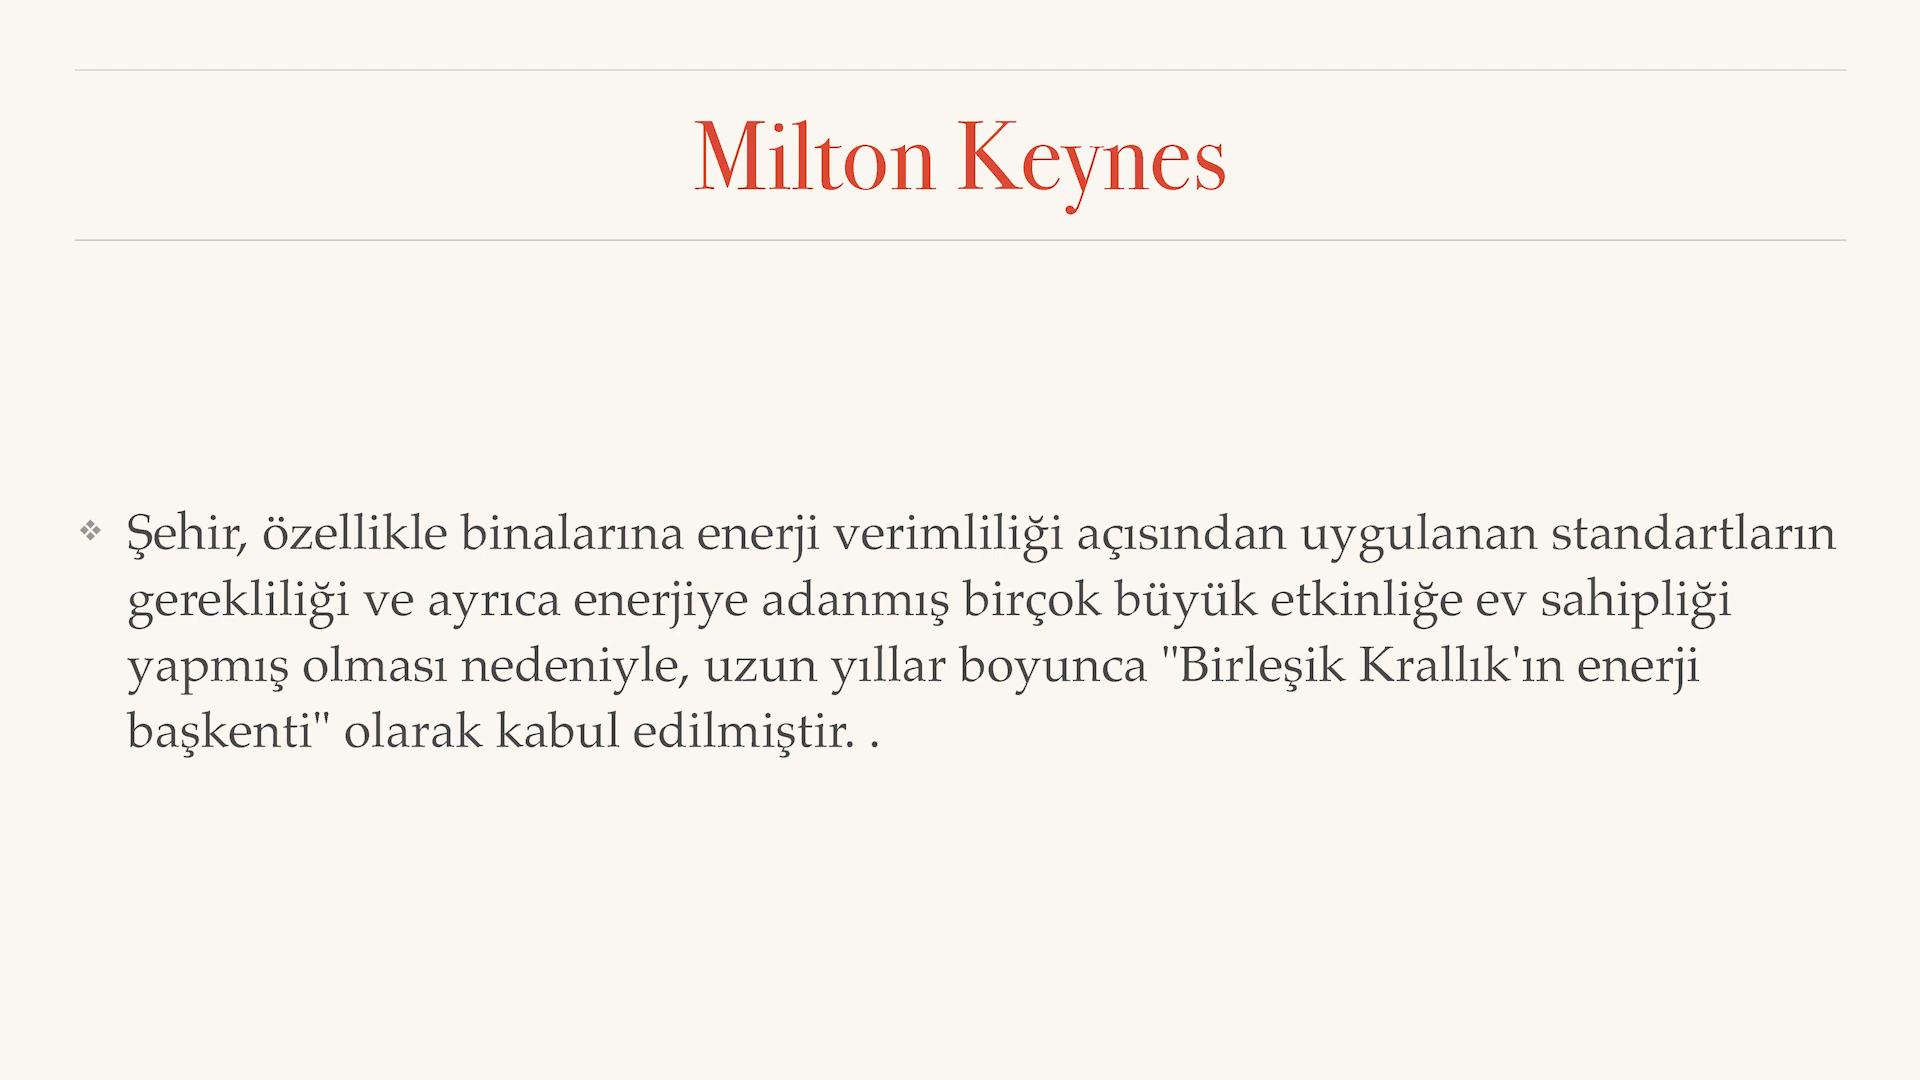 Milton Keynes
❖ Şehir, özellikle binalarına enerji verimliliği açısından uygulanan standartların
gerekliliği ve ayrıca enerjiye adanmış birçok büyük etkinliğe ev sahipliği
yapmış olması nedeniyle, uzun yıllar boyunca "Birleşik Krallık'ın enerji
başkenti" olarak kabul edilmiştir. .